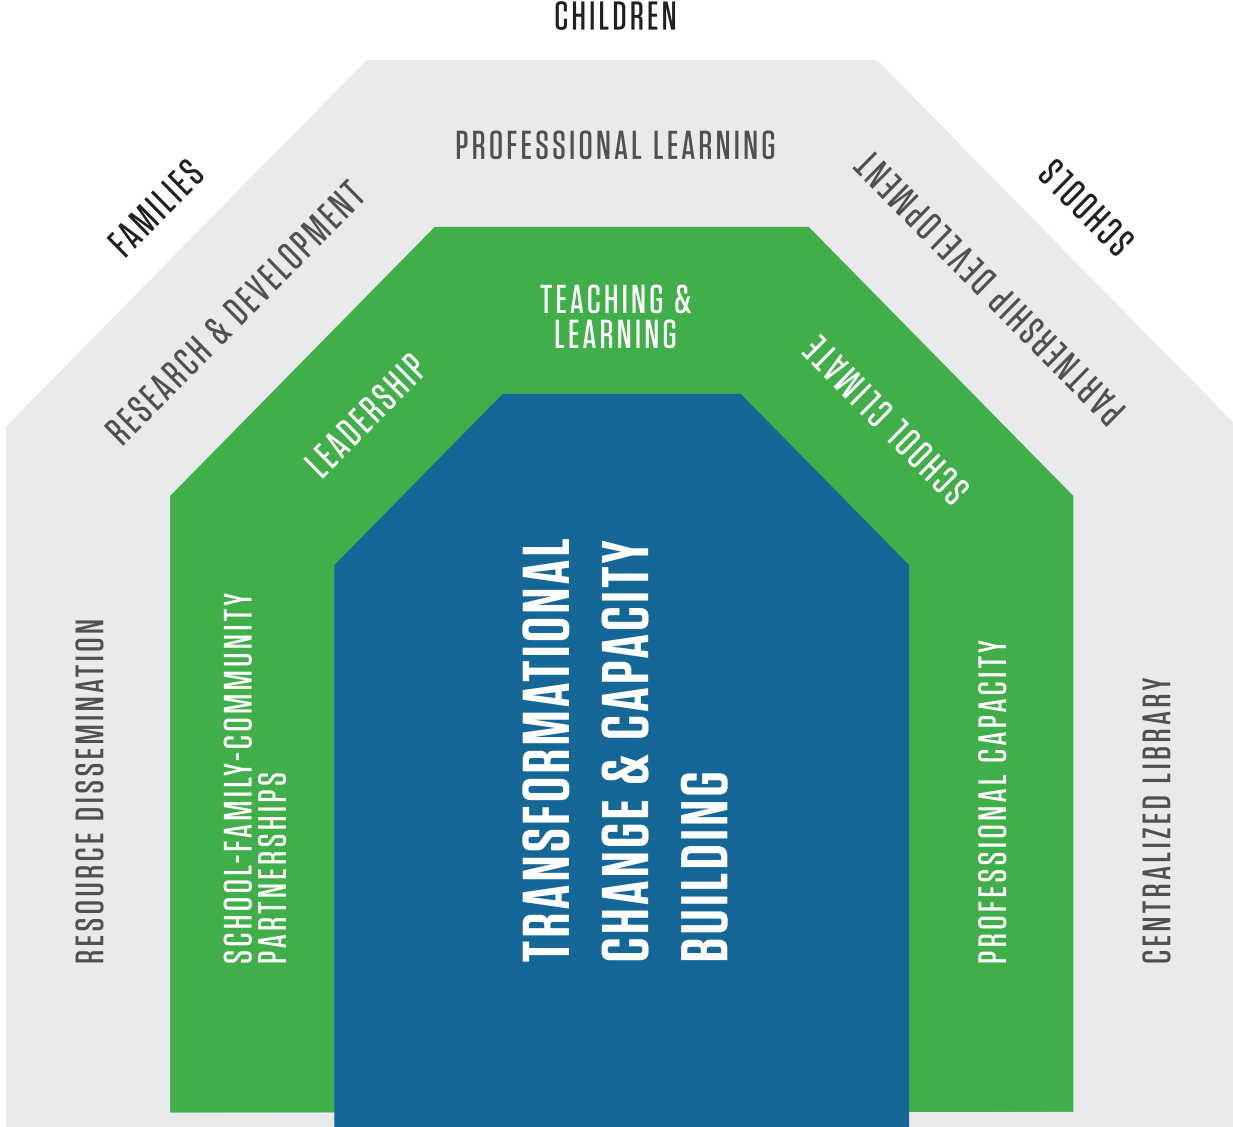 CHILDREN
FAMILIES
SCHOOLS
PROFESSIONAL LEARNING
RESEARCH & DEVELOPMENT
PARTNERSHIP DEVELOPMENT
RESOURCE DISSEMINATION
CENTRALIZED LIBRARY
TEACHING &
LEARNING
LEADERSHIP
SCHOOL CLIMATE
SCHOOL-FAMILY-COMMUNITY
PARTNERSHIPS
PROFESSIONAL CAPACITY
TRANSFORMATIONAL
CHANGE & CAPACITY
BUILDING